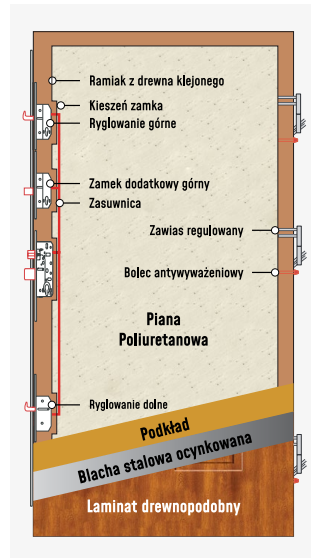 Ramiak z drewna klejonego
Kieszeń zamka
Ryglowanie górne
Zamek dodatkowy górny
Zasuwnica
Zawias regulowany
Bolec antywyważeniowy
Piana
Poliuretanowa
Ryglowanie dolne
Podkład
Blacha stalowa ocynkowana
Laminat drewnopodobny